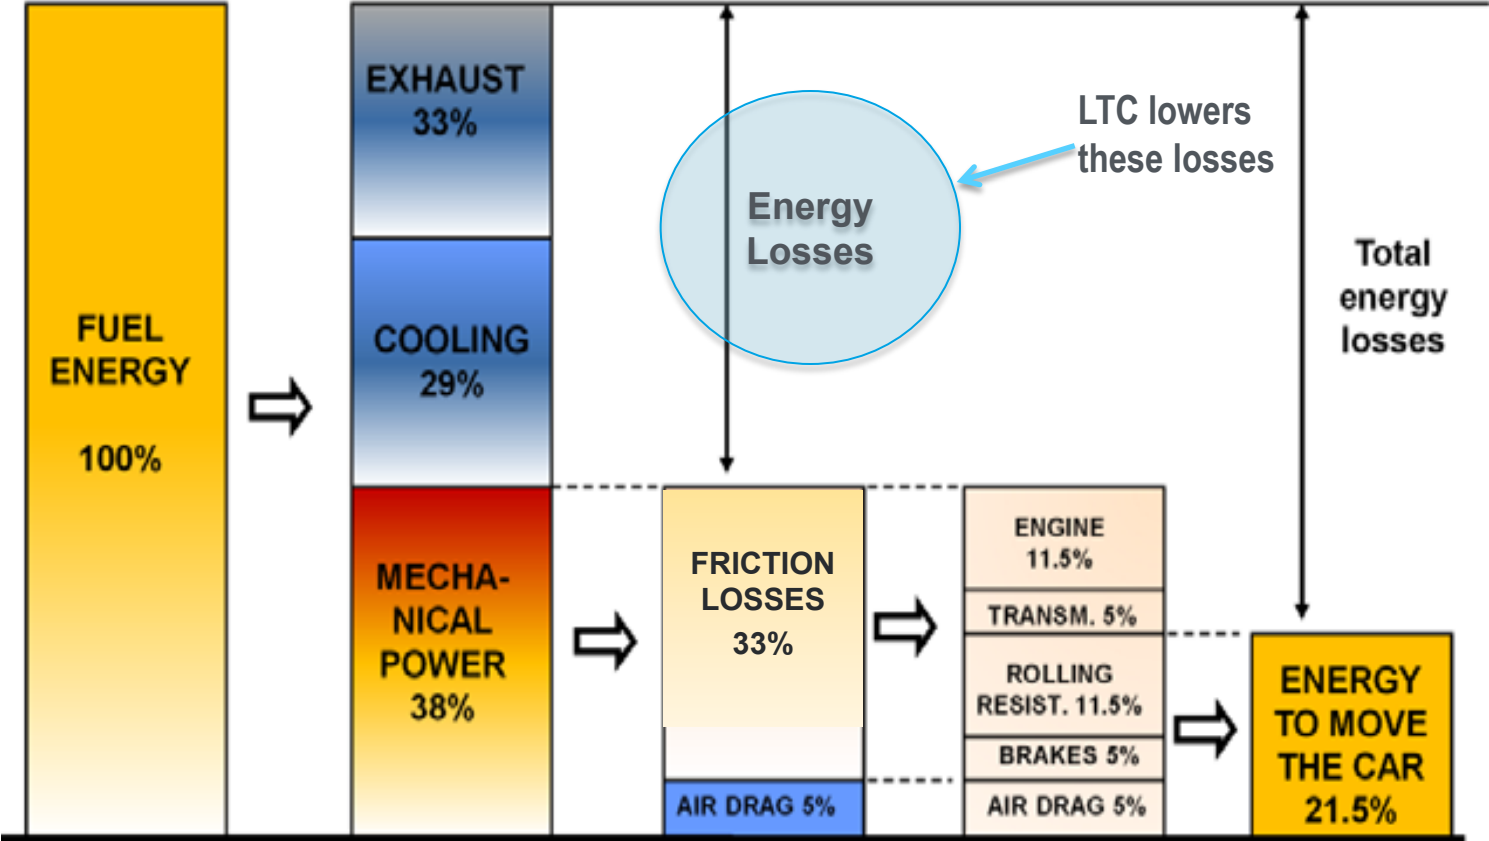 FUEL
ENERGY
100%
EXHAUST
33%
COOLING
29%
MECHA-
NICAL
POWER
38%
Energy
Losses
LTC lowers
these losses
Total
energy
losses
FRICTION
LOSSES
33%
AIR DRAG 5%
ENGINE
11.5%
TRANSM. 5%
ROLLING
RESIST. 11.5%
BRAKES 5%
AIR DRAG 5%
ENERGY
TO MOVE
THE CAR
21.5%